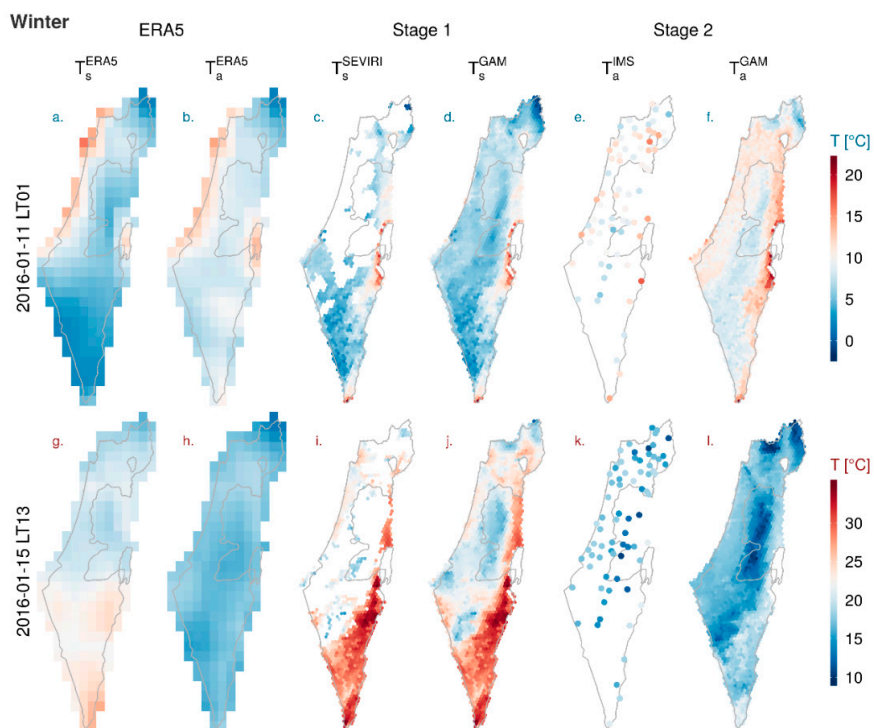 Winter
ERA5 Stage 1 Stage 2
T_s^ERA5 T_a^ERA5 T_s^SEVIRI T_s^GAM T_a^IMS T_a^GAM
a. b. c. d. e. f.
T [°C]
20
15
10
5
0
2016-01-11 LT01
g. h. i. j. k. l.
T [°C]
35
30
25
20
15
10
2016-01-15 LT13